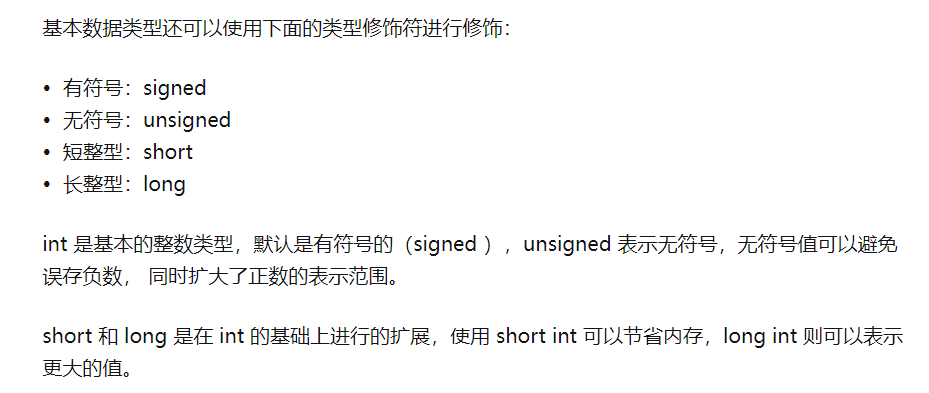 基本数据类型还可以使用下面的类型修饰符进行修饰：
• 有符号：signed
• 无符号：unsigned
• 短整型：short
• 长整型：long
int 是基本的整数类型，默认是有符号的（signed ），unsigned 表示无符号，无符号值可以避免
误存负数， 同时扩大了正数的表示范围。
short 和 long 是在 int 的基础上进行的扩展，使用 short int 可以节省内存，long int 则可以表示
更大的值。